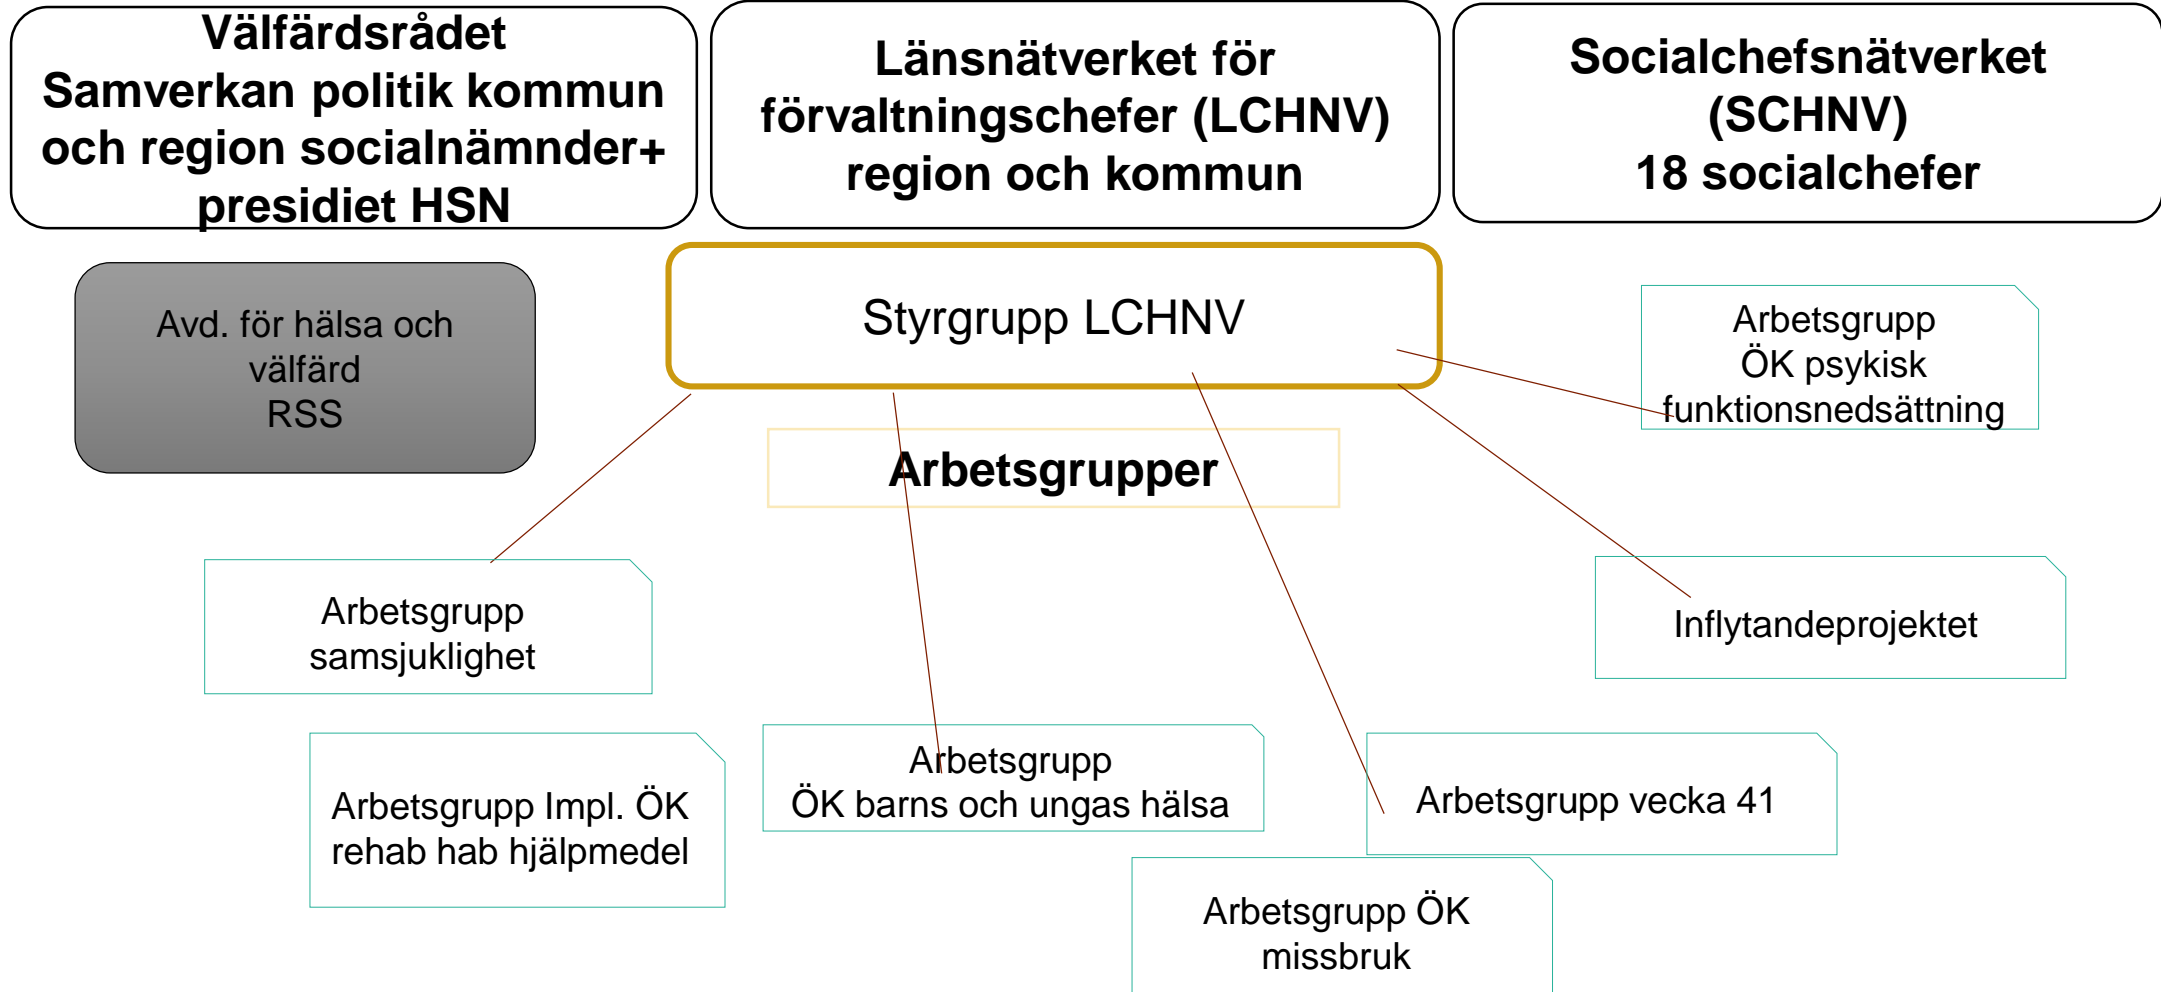 Välfärdsrådet
Samverkan politik kommun
och region socialnämnder+
presidiet HSN
Länsnätverket för
förvaltningschefer (LCHNV)
region och kommun
Socialchefsnätverket
(SCHNV)
18 socialchefer
Avd. för hälsa och
välfärd
RSS
Styrgrupp LCHNV
Arbetsgrupp
ÖK psykisk
funktionsnedsättning
Arbetsgrupper
Arbetsgrupp
samsjuklighet
Inflytandeprojektet
Arbetsgrupp Impl. ÖK
rehab hab hjälpmedel
Arbetsgrupp
ÖK barns och ungas hälsa
Arbetsgrupp vecka 41
Arbetsgrupp ÖK
missbruk